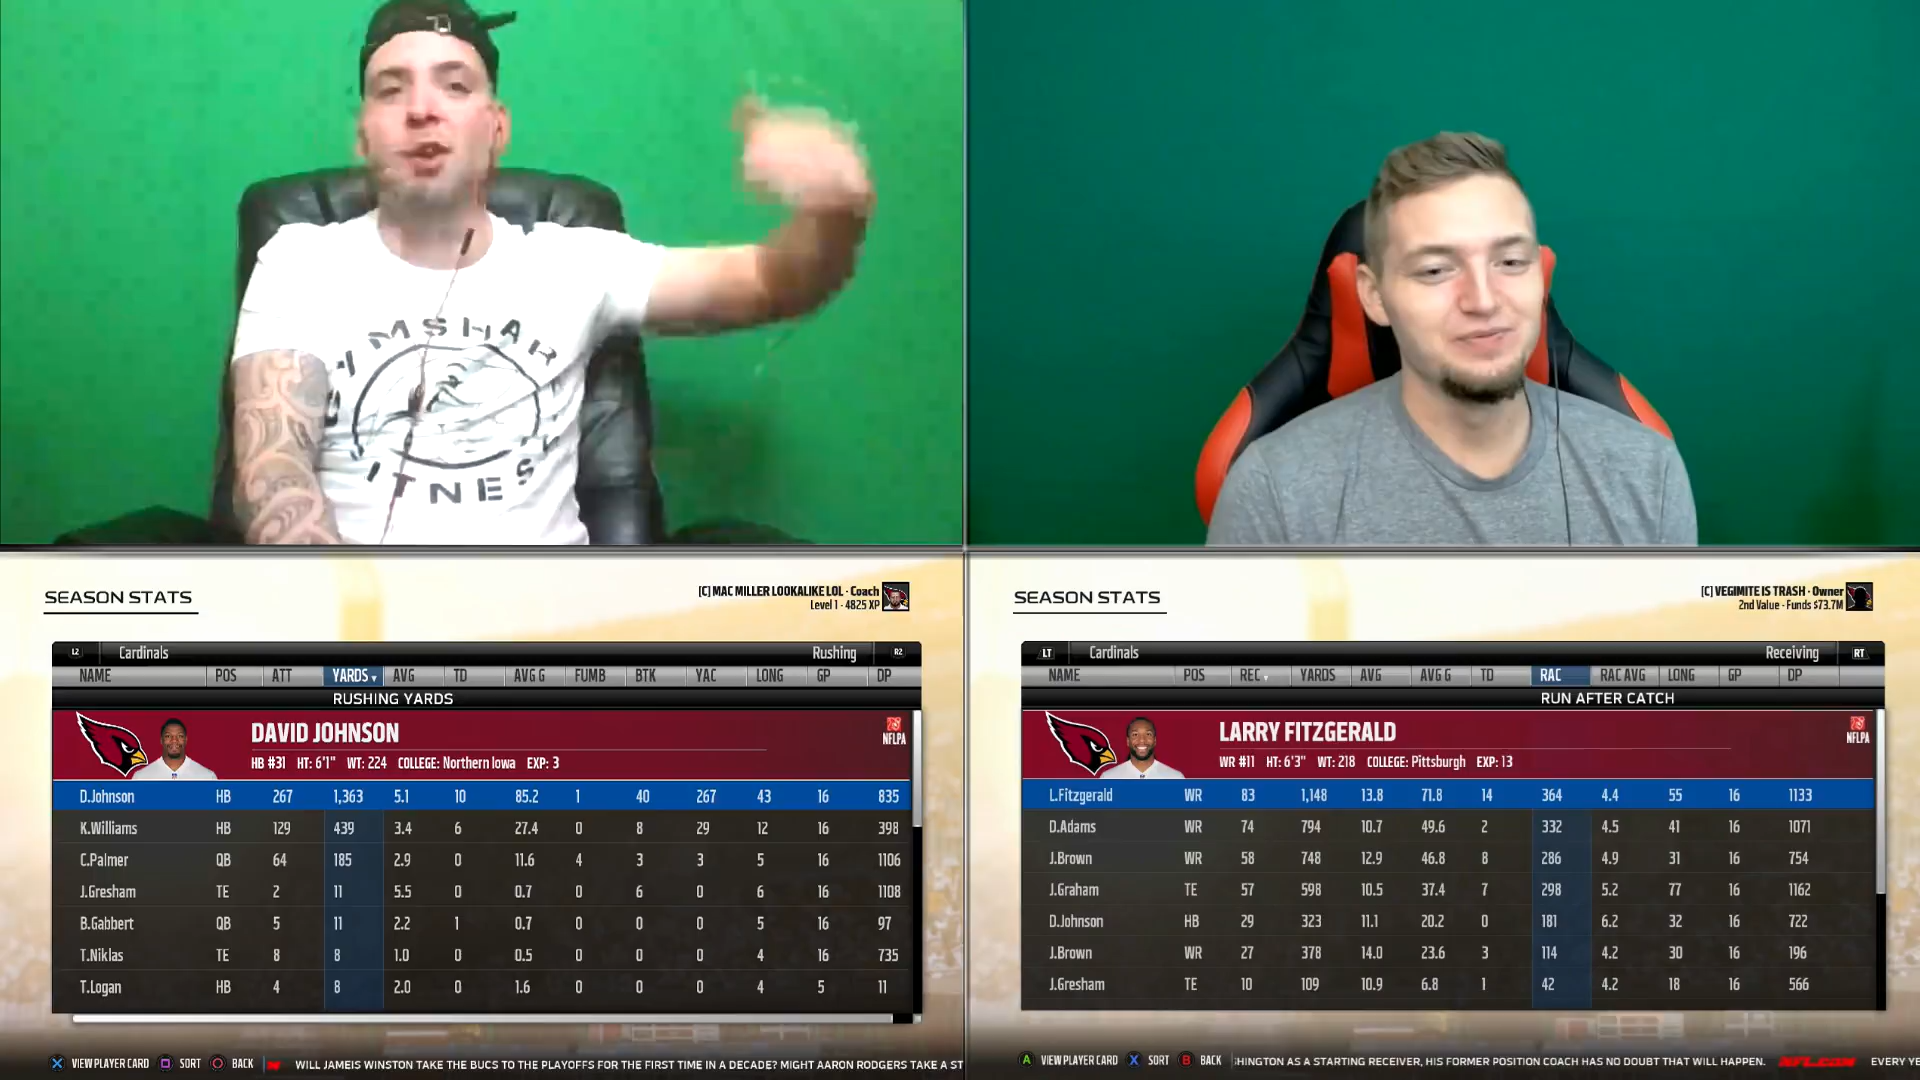 GYMSHAR
FITNESS
SEASON STATS
[C] MAC MILLER LOOKALIKE LOL - Coach
Level 1 - 4825 XP
L2 Cardinals Rushing R2
NAME POS ATT YARDS AVG TD AVG G FUMB BTK YAC LONG GP DP
RUSHING YARDS
DAVID JOHNSON
NFLPA
HB #31 HT: 6'1" WT: 224 COLLEGE: Northern Iowa EXP: 3
D.Johnson HB 267 1,363 5.1 10 85.2 1 40 267 43 16 835
K.Williams HB 129 439 3.4 6 27.4 0 8 29 12 16 398
C.Palmer QB 64 185 2.9 0 11.6 4 3 3 5 16 1106
J.Gresham TE 2 11 5.5 0 0.7 0 6 0 6 16 1108
B.Gabbert QB 5 11 2.2 1 0.7 0 0 0 5 16 97
T.Niklas TE 8 8 1.0 0 0.5 0 0 0 4 16 735
T.Logan HB 4 8 2.0 0 1.6 0 0 0 4 5 11
VIEW PLAYER CARD SORT BACK
WILL JAMEIS WINSTON TAKE THE BUCS TO THE PLAYOFFS FOR THE FIRST TIME IN A DECADE? MIGHT AARON RODGERS TAKE A ST
SEASON STATS
[C] VEGIMITE IS TRASH - Owner
2nd Value - Funds $73.7M
LT Cardinals Receiving RT
NAME POS REC YARDS AVG AVG G TD RAC RAC AVG LONG GP DP
RUN AFTER CATCH
LARRY FITZGERALD
NFLPA
WR #11 HT: 6'3" WT: 218 COLLEGE: Pittsburgh EXP: 13
L.Fitzgerald WR 83 1,148 13.8 71.8 14 364 4.4 55 16 1133
D.Adams WR 74 794 10.7 49.6 2 332 4.5 41 16 1071
J.Brown WR 58 748 12.9 46.8 8 286 4.9 31 16 754
J.Graham TE 57 598 10.5 37.4 7 298 5.2 77 16 1162
D.Johnson HB 29 323 11.1 20.2 0 181 6.2 32 16 722
J.Brown WR 27 378 14.0 23.6 3 114 4.2 30 16 196
J.Gresham TE 10 109 10.9 6.8 1 42 4.2 18 16 566
A VIEW PLAYER CARD X SORT B BACK
SHINGTON AS A STARTING RECEIVER, HIS FORMER POSITION COACH HAS NO DOUBT THAT WILL HAPPEN. NFL.COM EVERY YE